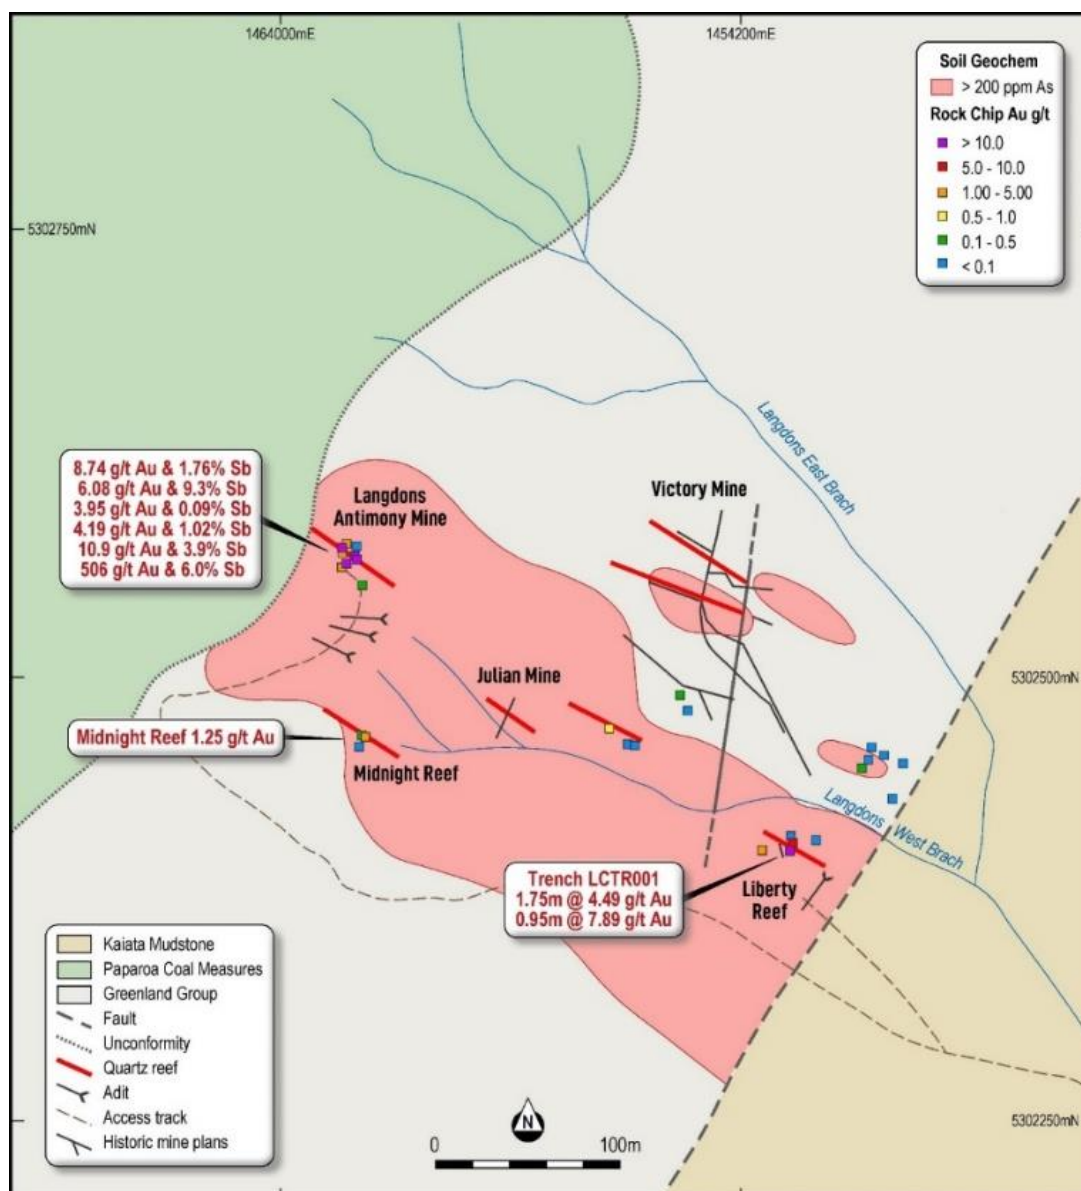 1464000mE
1454200mE
Soil Geochem
> 200 ppm As
Rock Chip Au g/t
> 10.0
5.0 - 10.0
1.00 - 5.00
0.5 - 1.0
0.1 - 0.5
< 0.1
5302750mN
Langdons East Brach
8.74 g/t Au & 1.76% Sb
6.08 g/t Au & 9.3% Sb
3.95 g/t Au & 0.09% Sb
4.19 g/t Au & 1.02% Sb
10.9 g/t Au & 3.9% Sb
506 g/t Au & 6.0% Sb
Langdons
Antimony Mine
Victory Mine
Julian Mine
5302500mN
Midnight Reef 1.25 g/t Au
Midnight Reef
Langdons West Brach
Trench LCTR001
1.75m @ 4.49 g/t Au
0.95m @ 7.89 g/t Au
Liberty
Reef
Kaiata Mudstone
Paparoa Coal Measures
Greenland Group
Fault
Unconformity
Quartz reef
Adit
Access track
Historic mine plans
N
0
100m
5302250mN